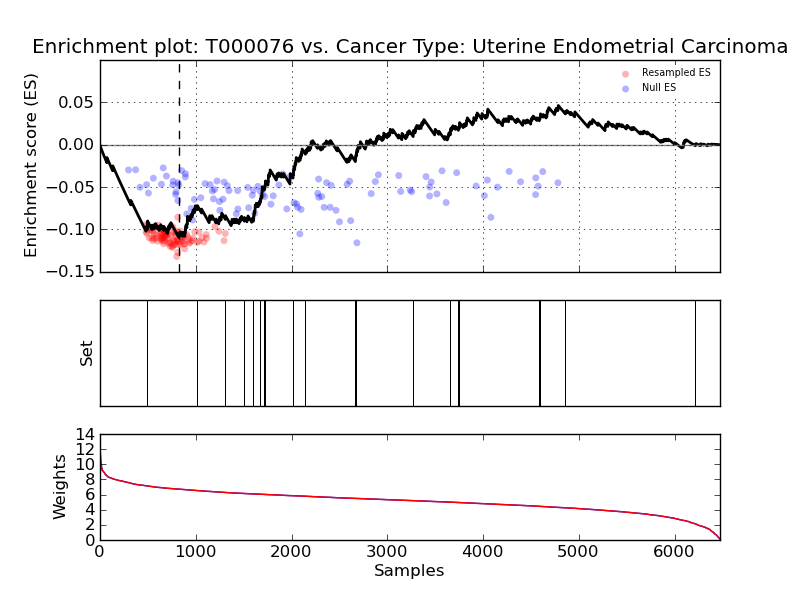 Enrichment plot: T000076 vs. Cancer Type: Uterine Endometrial Carcinoma
Enrichment score (ES)
0.05
0.00
−0.05
−0.10
−0.15
Resampled ES
Null ES
Set
Weights
14
12
10
8
6
4
2
0
0 1000 2000 3000 4000 5000 6000
Samples